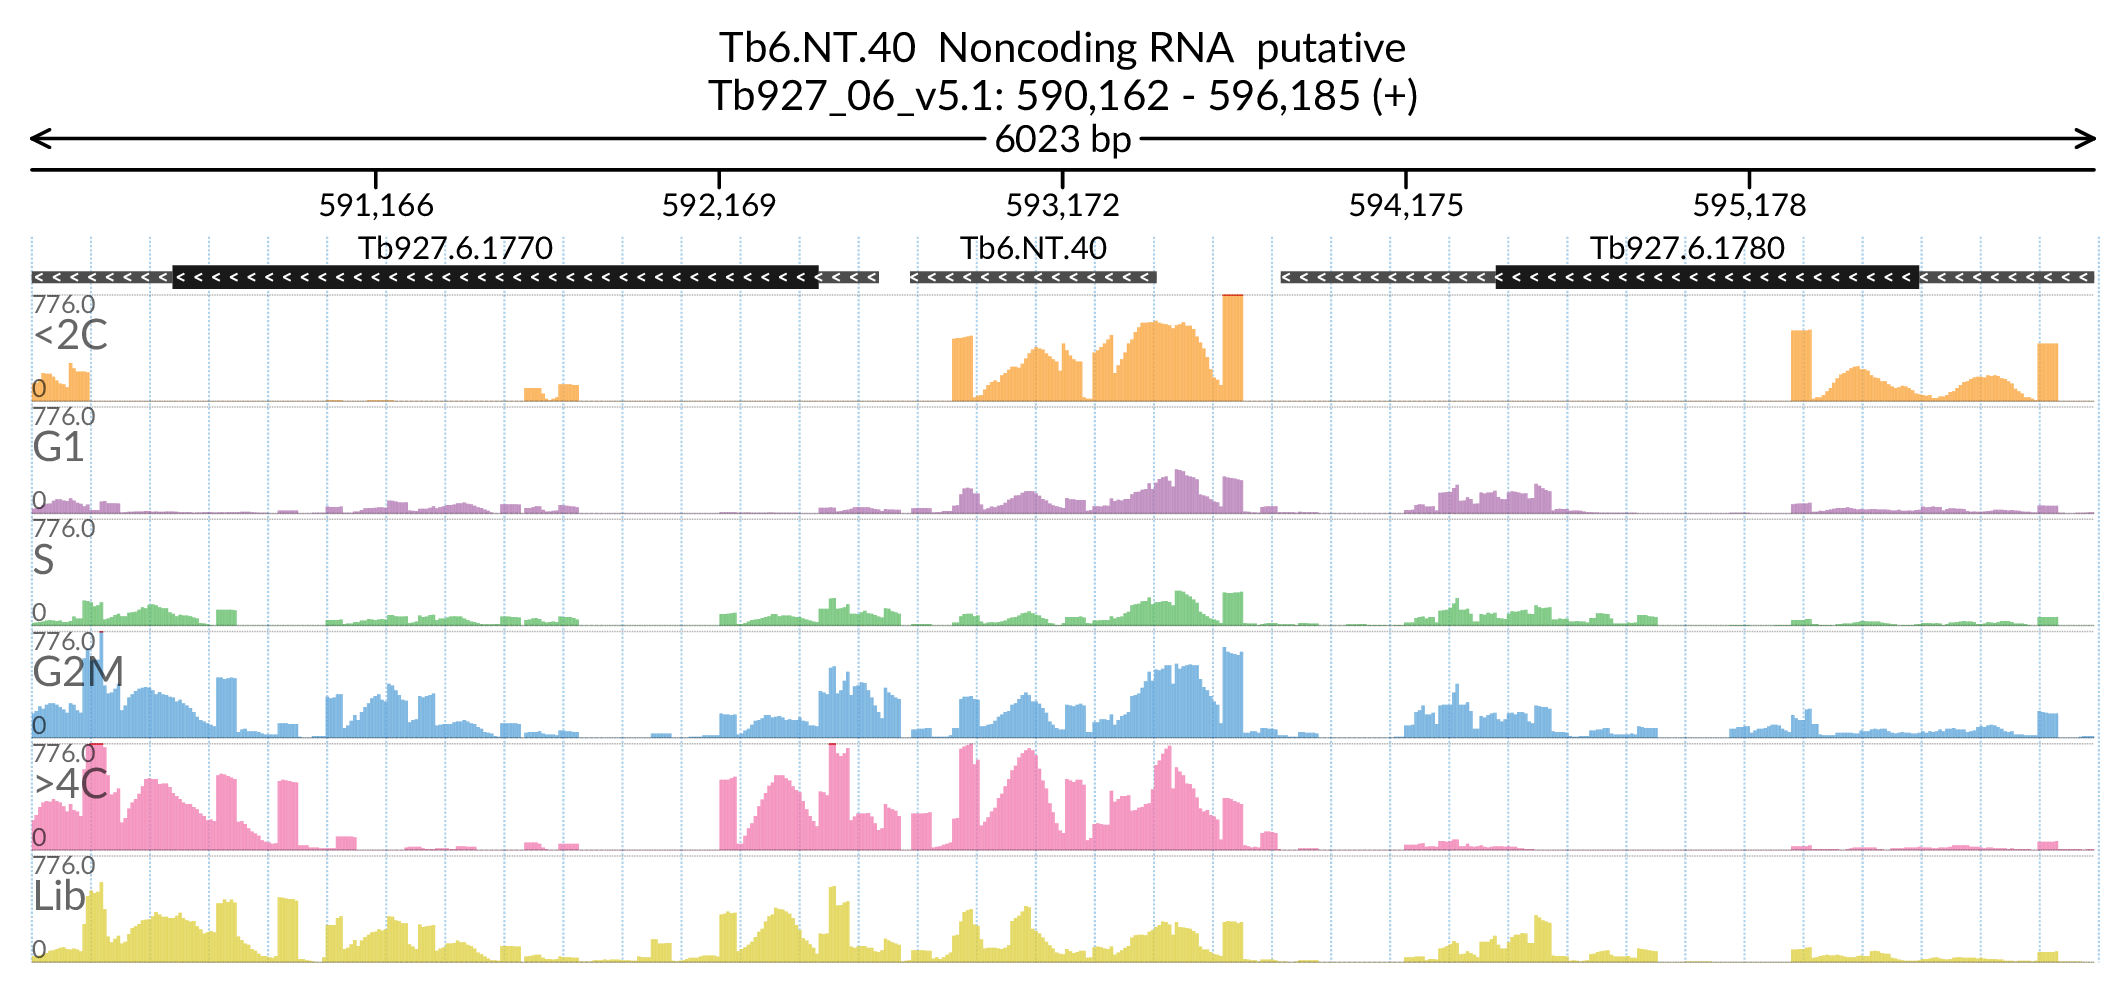 Tb6.NT.40  Noncoding RNA  putative
Tb927_06_v5.1: 590,162 - 596,185 (+)
6023 bp
591,166 592,169 593,172 594,175 595,178
Tb927.6.1770 Tb6.NT.40 Tb927.6.1780
776.0
<2C
0
776.0
G1
0
776.0
S
0
776.0
G2M
0
776.0
>4C
0
776.0
Lib
0